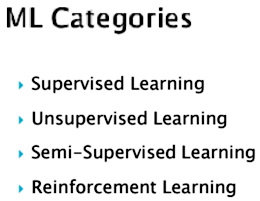 ML Categories
Supervised Learning
Unsupervised Learning
Semi-Supervised Learning
Reinforcement Learning